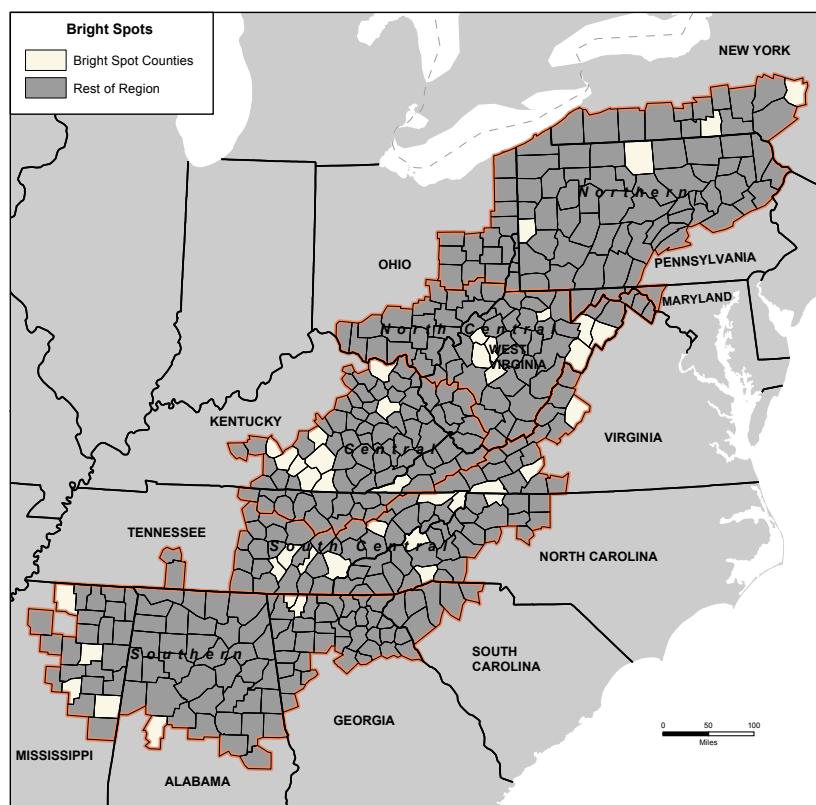 Bright Spots
Bright Spot Counties
Rest of Region
NEW YORK
Northern
PENNSYLVANIA
OHIO
MARYLAND
North Central
WEST
VIRGINIA
KENTUCKY
VIRGINIA
Central
TENNESSEE
South Central
NORTH CAROLINA
Southern
SOUTH
CAROLINA
GEORGIA
0 50 100
Miles
MISSISSIPPI
ALABAMA